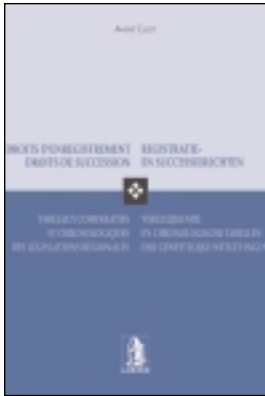 André Culot
DROITS D'ENREGISTREMENT
DROITS DE SUCCESSION
REGISTRATIE-
EN SUCCESSIERECHTEN
TABLEAUX COMPARATIFS
ET CHRONOLOGIQUES
DES LÉGISLATIONS RÉGIONALES
VERGELIJKENDE
EN CHRONOLOGISCHE TABELLEN
DER GEWESTELIJKE WETGEVINGEN
LARCIER